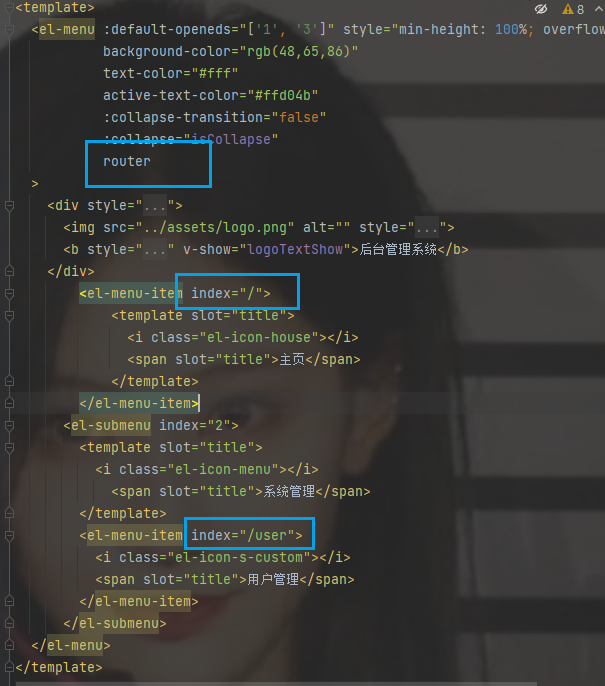 <template>
8
<el-menu :default-openeds="['1', '3']" style="min-height: 100%; overflow
background-color="rgb(48,65,86)"
text-color="#fff"
active-text-color="#ffd04b"
:collapse-transition="false"
:collapse="isCollapse"
router
>
<div style="...">
<img src="../assets/logo.png" alt="" style="...">
<b style="..." v-show="logoTextShow">后台管理系统</b>
</div>
<el-menu-item index="/">
<template slot="title">
<i class="el-icon-house"></i>
<span slot="title">主页</span>
</template>
</el-menu-item>
<el-submenu index="2">
<template slot="title">
<i class="el-icon-menu"></i>
<span slot="title">系统管理</span>
</template>
<el-menu-item index="/user">
<i class="el-icon-s-custom"></i>
<span slot="title">用户管理</span>
</el-menu-item>
</el-submenu>
</el-menu>
</template>